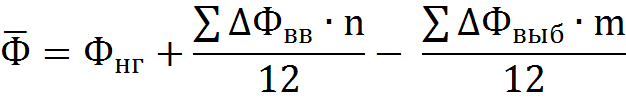 Φ̅ = Φнг + (∑ ΔΦвв · n)/12 − (∑ ΔΦвыб · m)/12